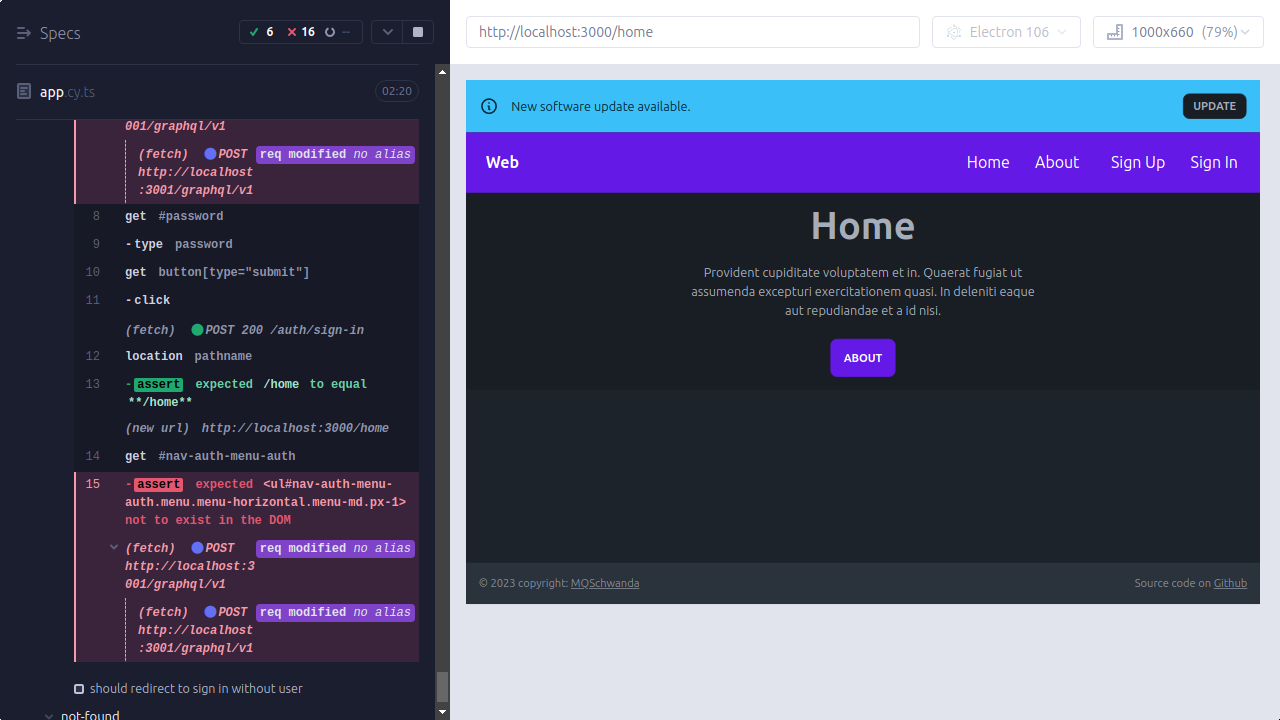 Specs
6 16 --
app.cy.ts
02:20
001/graphql/v1
(fetch) POST req modified no alias
http://localhost
:3001/graphql/v1
8 get #password
9 -type password
10 get button[type="submit"]
11 -click
(fetch) POST 200 /auth/sign-in
12 location pathname
13 -assert expected /home to equal
**/home**
(new url) http://localhost:3000/home
14 get #nav-auth-menu-auth
15 -assert expected <ul#nav-auth-menu-
auth.menu.menu-horizontal.menu-md.px-1>
not to exist in the DOM
(fetch) POST req modified no alias
http://localhost:3
001/graphql/v1
(fetch) POST req modified no alias
http://localhost
:3001/graphql/v1
should redirect to sign in without user
not-found
http://localhost:3000/home
Electron 106
1000x660 (79%)
New software update available.
UPDATE
Web
Home About Sign Up Sign In
Home
Provident cupiditate voluptatem et in. Quaerat fugiat ut
assumenda excepturi exercitationem quasi. In deleniti eaque
aut repudiandae et a id nisi.
ABOUT
© 2023 copyright: MQSchwanda
Source code on Github